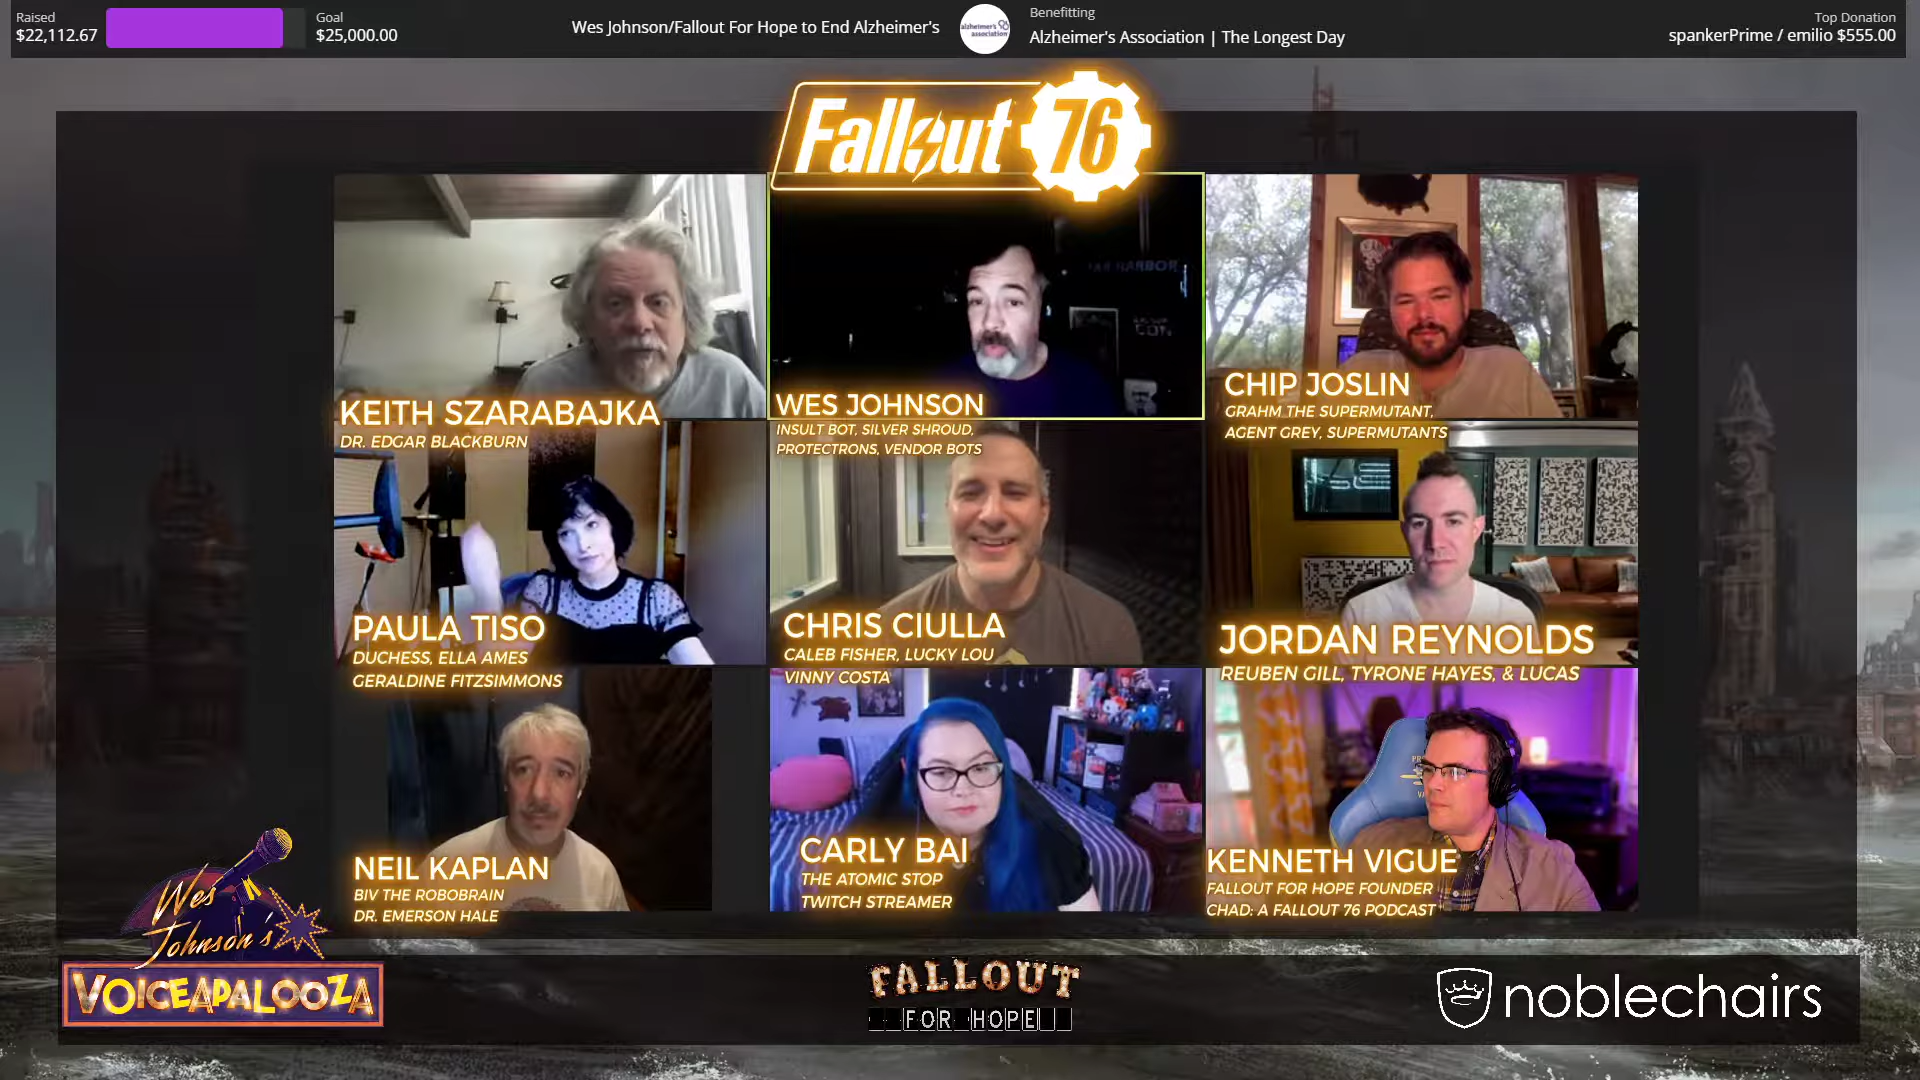 Raised
$22,112.67
Goal
$25,000.00
Wes Johnson/Fallout For Hope to End Alzheimer's
alzheimer's
association
Benefitting
Alzheimer's Association | The Longest Day
Top Donation
spankerPrime / emilio $555.00
Fallout 76
KEITH SZARABAJKA
DR. EDGAR BLACKBURN
WES JOHNSON
INSULT BOT, SILVER SHROUD,
PROTECTRONS, VENDOR BOTS
CHIP JOSLIN
GRAHM THE SUPERMUTANT,
AGENT GREY, SUPERMUTANTS
PAULA TISO
DUCHESS, ELLA AMES
GERALDINE FITZSIMMONS
CHRIS CIULLA
CALEB FISHER, LUCKY LOU
VINNY COSTA
JORDAN REYNOLDS
REUBEN GILL, TYRONE HAYES, & LUCAS
NEIL KAPLAN
BIV THE ROBOBRAIN
DR. EMERSON HALE
CARLY BAI
THE ATOMIC STOP
TWITCH STREAMER
KENNETH VIGUE
FALLOUT FOR HOPE FOUNDER
CHAD: A FALLOUT 76 PODCAST
Wes
Johnson's
VOICEAPALOOZA
FALLOUT
FOR HOPE
noblechairs